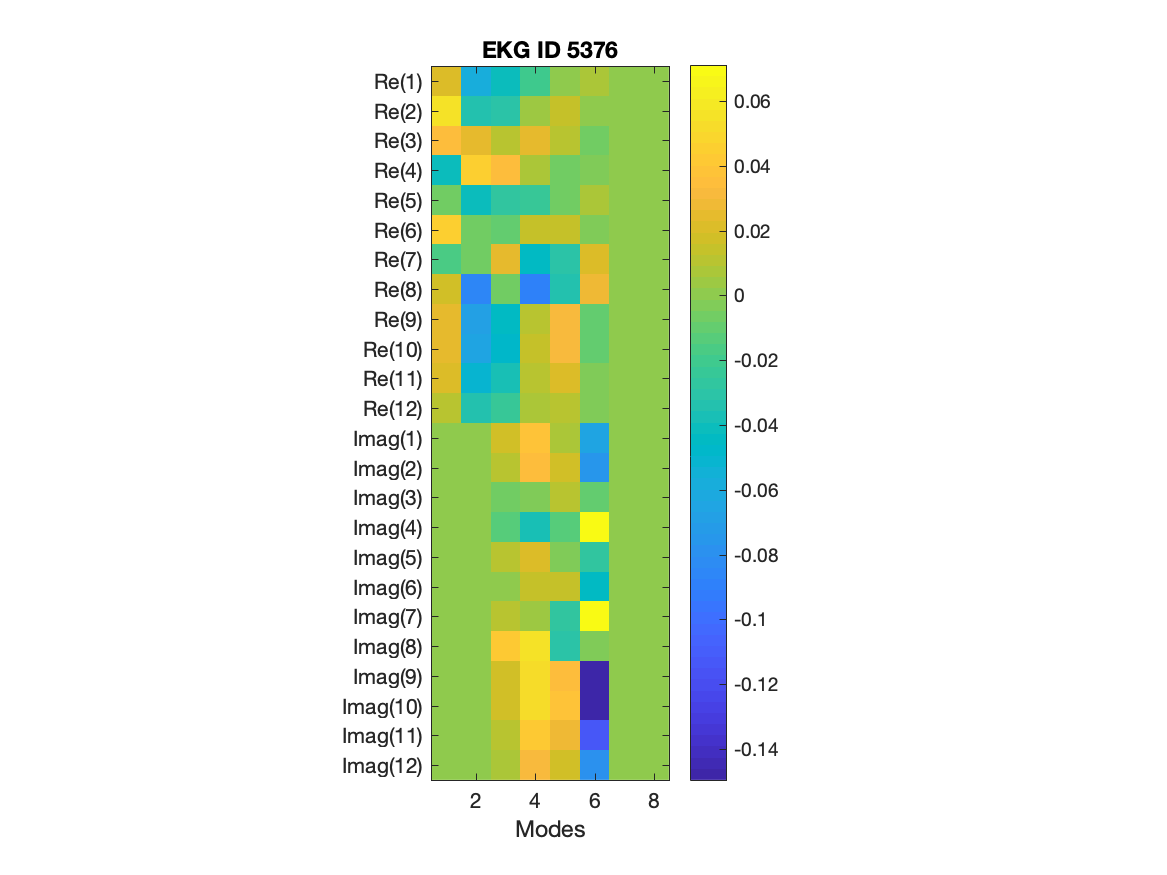 EKG ID 5376
Re(1)
Re(2)
Re(3)
Re(4)
Re(5)
Re(6)
Re(7)
Re(8)
Re(9)
Re(10)
Re(11)
Re(12)
Imag(1)
Imag(2)
Imag(3)
Imag(4)
Imag(5)
Imag(6)
Imag(7)
Imag(8)
Imag(9)
Imag(10)
Imag(11)
Imag(12)
2 4 6 8
Modes
0.06
0.04
0.02
0
-0.02
-0.04
-0.06
-0.08
-0.1
-0.12
-0.14